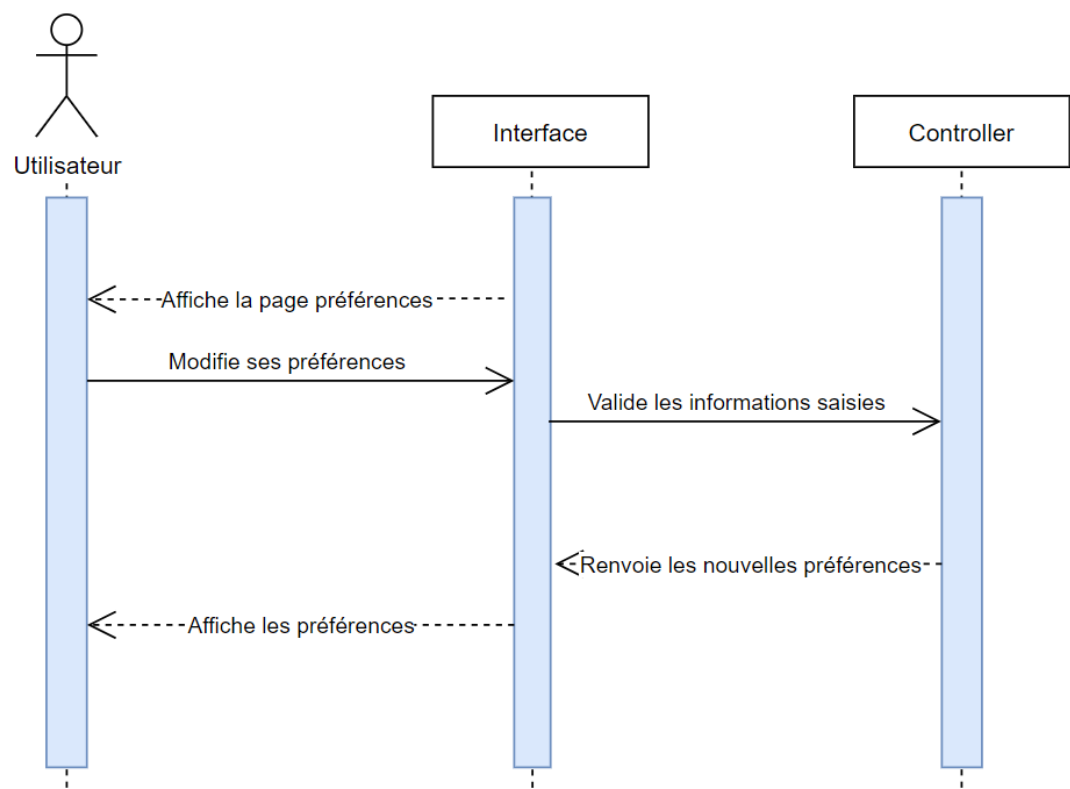 Utilisateur
Interface
Controller
Affiche la page préférences
Modifie ses préférences
Valide les informations saisies
Renvoie les nouvelles préférences
Affiche les préférences